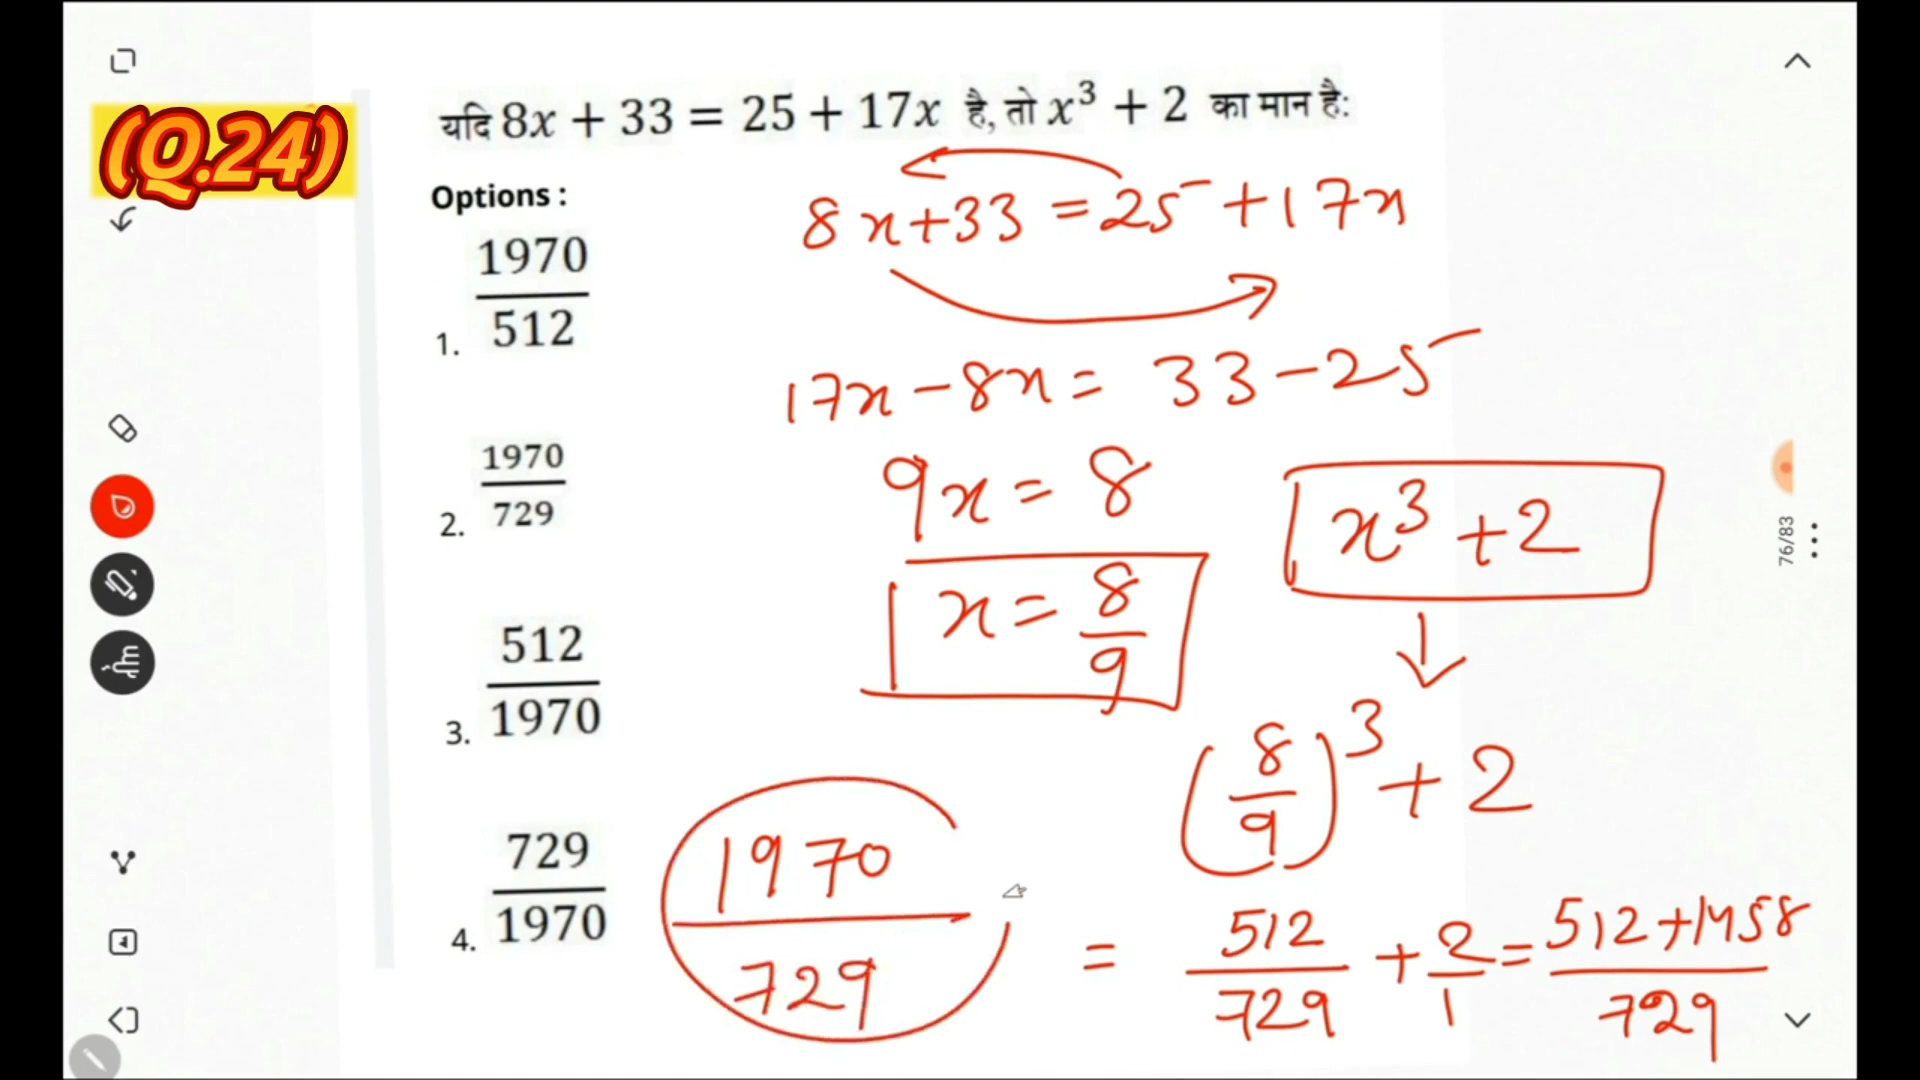 (Q.24)
यदि 8x + 33 = 25 + 17x है, तो x³ + 2 का मान है:
Options :
1. 1970/512
2. 1970/729
3. 512/1970
4. 729/1970
8x+33 = 25 + 17x
17x - 8x = 33 - 25
9x = 8
x = 8/9
x³ + 2
(8/9)³ + 2
= 512/729 + 2/1 = 512+1458/729
1970/729
76/83